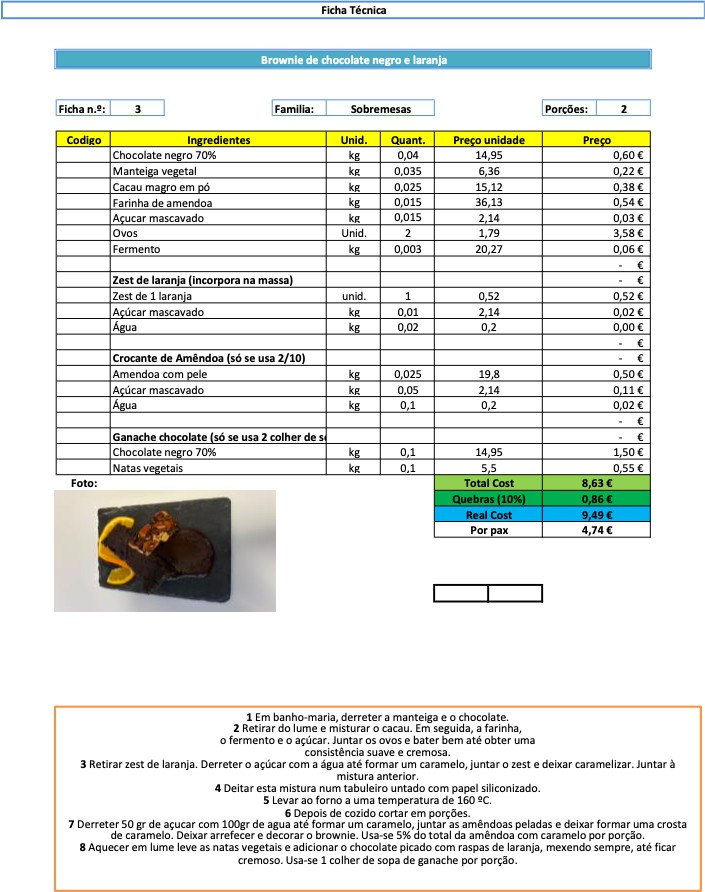 Ficha Técnica
Brownie de chocolate negro e laranja
Ficha n.º: 3 Familia: Sobremesas Porções: 2
Codigo Ingredientes Unid. Quant. Preço unidade Preço
Chocolate negro 70% kg 0,04 14,95 0,60 €
Manteiga vegetal kg 0,035 6,36 0,22 €
Cacau magro em pó kg 0,025 15,12 0,38 €
Farinha de amendoa kg 0,015 36,13 0,54 €
Açucar mascavado kg 0,015 2,14 0,03 €
Ovos Unid. 2 1,79 3,58 €
Fermento kg 0,003 20,27 0,06 €
- €
Zest de laranja (incorpora na massa) - €
Zest de 1 laranja unid. 1 0,52 0,52 €
Açúcar mascavado kg 0,01 2,14 0,02 €
Água kg 0,02 0,2 0,00 €
- €
Crocante de Amêndoa (só se usa 2/10) - €
Amendoa com pele kg 0,025 19,8 0,50 €
Açúcar mascavado kg 0,05 2,14 0,11 €
Água kg 0,1 0,2 0,02 €
- €
Ganache chocolate (só se usa 2 colher de s - €
Chocolate negro 70% kg 0,1 14,95 1,50 €
Natas vegetais kg 0,1 5,5 0,55 €
Foto: Total Cost 8,63 €
Quebras (10%) 0,86 €
Real Cost 9,49 €
Por pax 4,74 €
1 Em banho-maria, derreter a manteiga e o chocolate.
2 Retirar do lume e misturar o cacau. Em seguida, a farinha,
o fermento e o açúcar. Juntar os ovos e bater bem até obter uma
consistência suave e cremosa.
3 Retirar zest de laranja. Derreter o açúcar com a água até formar um caramelo, juntar o zest e deixar caramelizar. Juntar à
mistura anterior.
4 Deitar esta mistura num tabuleiro untado com papel siliconizado.
5 Levar ao forno a uma temperatura de 160 ºC.
6 Depois de cozido cortar em porções.
7 Derreter 50 gr de açucar com 100gr de agua até formar um caramelo, juntar as amêndoas peladas e deixar formar uma crosta
de caramelo. Deixar arrefecer e decorar o brownie. Usa-se 5% do total da amêndoa com caramelo por porção.
8 Aquecer em lume leve as natas vegetais e adicionar o chocolate picado com raspas de laranja, mexendo sempre, até ficar
cremoso. Usa-se 1 colher de sopa de ganache por porção.